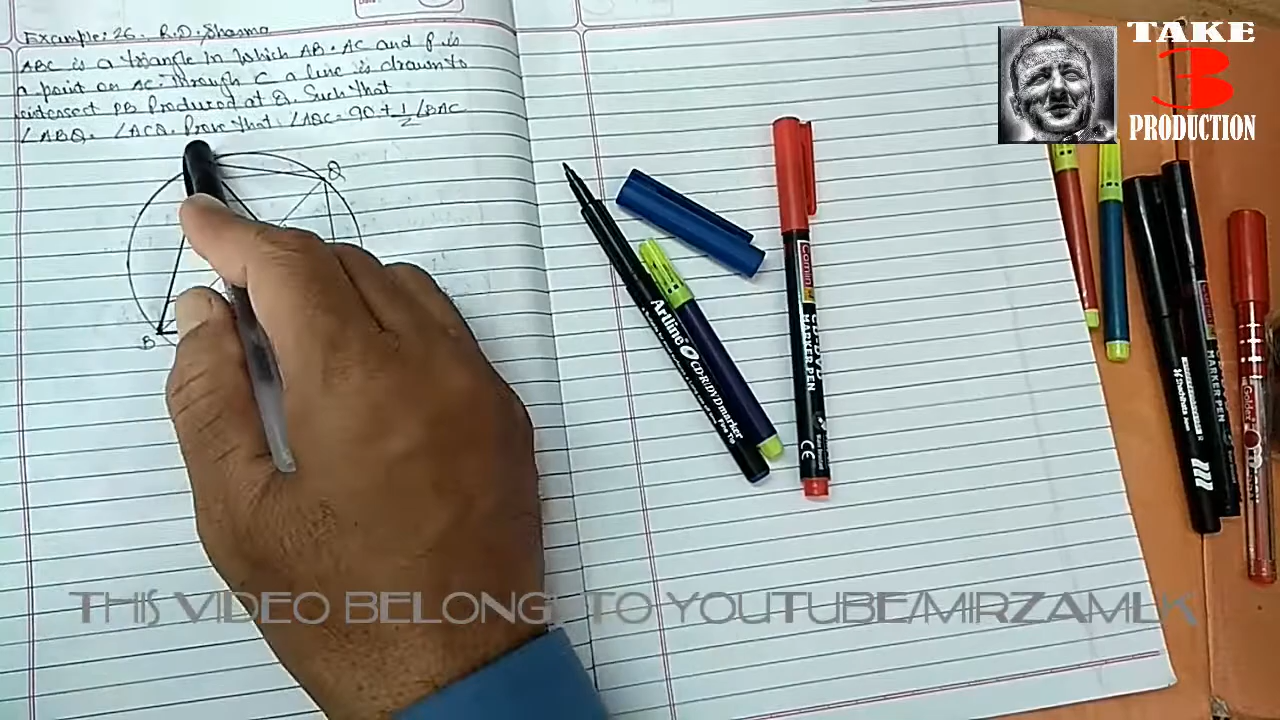 Example: 26. R.D. Sharma
ABC is a triangle in which AB = AC and P is
a point on AC. Through C a line is drawn to
intersect PB Produced at Q. Such that
∠ABQ = ∠ACQ. Prove that: ∠AQC = 90 + 1/2 ∠BAC
Q
B
TAKE
3
PRODUCTION
Artline CD-R/DVD marker
Camlin CD-DVD MARKER PEN
CE
MARKER PEN
THIS VIDEO BELONG TO YOUTUBE/MIRZAMLK